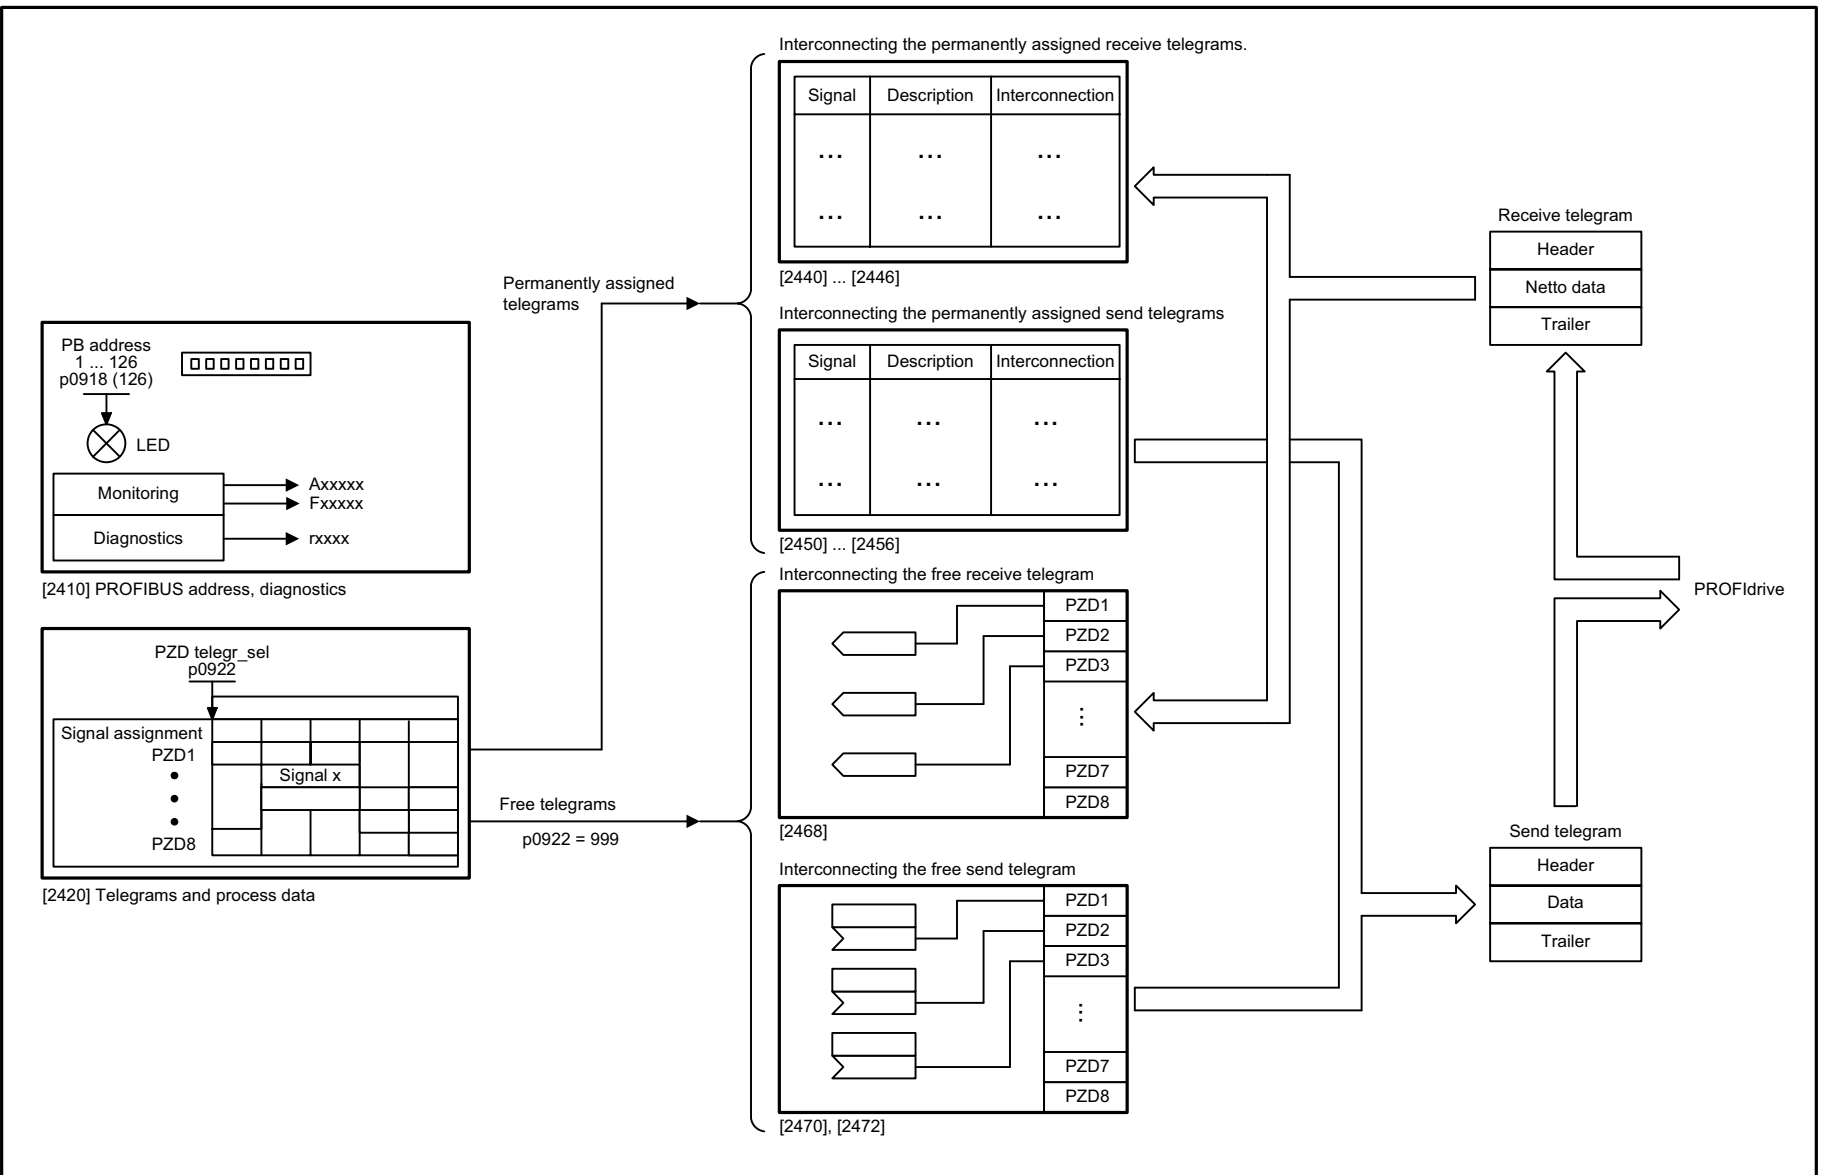 Interconnecting the permanently assigned receive telegrams.
Signal Description Interconnection
... ... ...
... ... ...
[2440] ... [2446]
Permanently assigned
telegrams
Interconnecting the permanently assigned send telegrams
Signal Description Interconnection
... ... ...
... ... ...
[2450] ... [2456]
PB address
1 ... 126
p0918 (126)
LED
Monitoring
Axxxxx
Fxxxxx
Diagnostics
rxxxx
[2410] PROFIBUS address, diagnostics
PZD telegr_sel
p0922
Signal assignment
PZD1
Signal x
PZD8
[2420] Telegrams and process data
Free telegrams
p0922 = 999
Interconnecting the free receive telegram
PZD1
PZD2
PZD3
...
PZD7
PZD8
[2468]
Interconnecting the free send telegram
PZD1
PZD2
PZD3
...
PZD7
PZD8
[2470], [2472]
Receive telegram
Header
Netto data
Trailer
PROFIdrive
Send telegram
Header
Data
Trailer